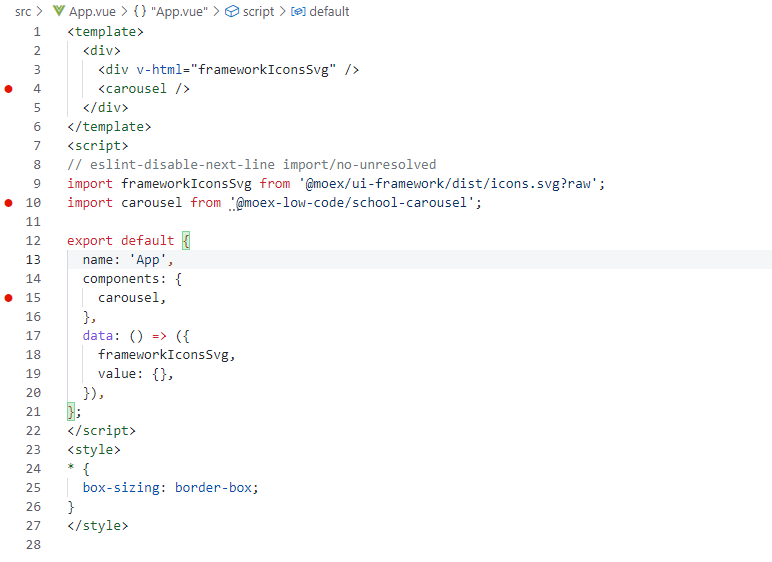 src > App.vue > {} "App.vue" > script > default
1 <template>
2 <div>
3 <div v-html="frameworkIconsSvg" />
4 <carousel />
5 </div>
6 </template>
7 <script>
8 // eslint-disable-next-line import/no-unresolved
9 import frameworkIconsSvg from '@moex/ui-framework/dist/icons.svg?raw';
10 import carousel from '@moex-low-code/school-carousel';
11
12 export default {
13 name: 'App',
14 components: {
15 carousel,
16 },
17 data: () => ({
18 frameworkIconsSvg,
19 value: {},
20 }),
21 };
22 </script>
23 <style>
24 * {
25 box-sizing: border-box;
26 }
27 </style>
28